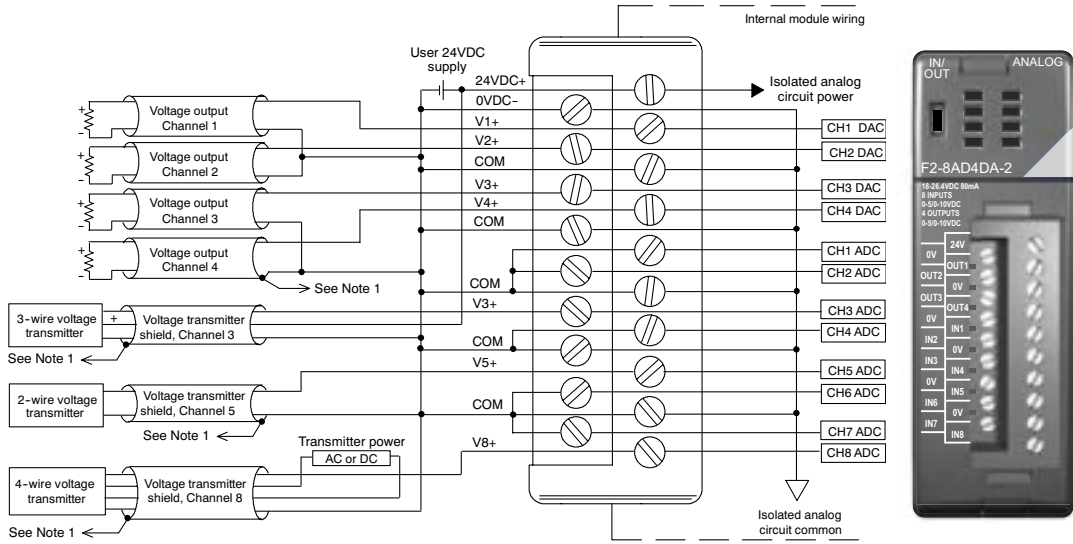 Internal module wiring
User 24VDC
supply
24VDC+
0VDC-
V1+
V2+
COM
V3+
V4+
COM
COM
V3+
COM
V5+
COM
V8+
Isolated analog
circuit power
CH1 DAC
CH2 DAC
CH3 DAC
CH4 DAC
CH1 ADC
CH2 ADC
CH3 ADC
CH4 ADC
CH5 ADC
CH6 ADC
CH7 ADC
CH8 ADC
Isolated analog
circuit common
+
-
Voltage output
Channel 1
+
-
Voltage output
Channel 2
+
-
Voltage output
Channel 3
+
-
Voltage output
Channel 4
See Note 1
3-wire voltage
transmitter
+
Voltage transmitter
shield, Channel 3
See Note 1
2-wire voltage
transmitter
Voltage transmitter
shield, Channel 5
See Note 1
Transmitter power
AC or DC
4-wire voltage
transmitter
Voltage transmitter
shield, Channel 8
See Note 1
IN/
OUT
ANALOG
F2-8AD4DA-2
18-26.4VDC 80mA
8 INPUTS
0-5/0-10VDC
4 OUTPUTS
0-5/0-10VDC
24V
0V
OUT1
OUT2
0V
OUT3
OUT4
0V
IN1
IN2
0V
IN3
IN4
0V
IN5
IN6
0V
IN7
IN8